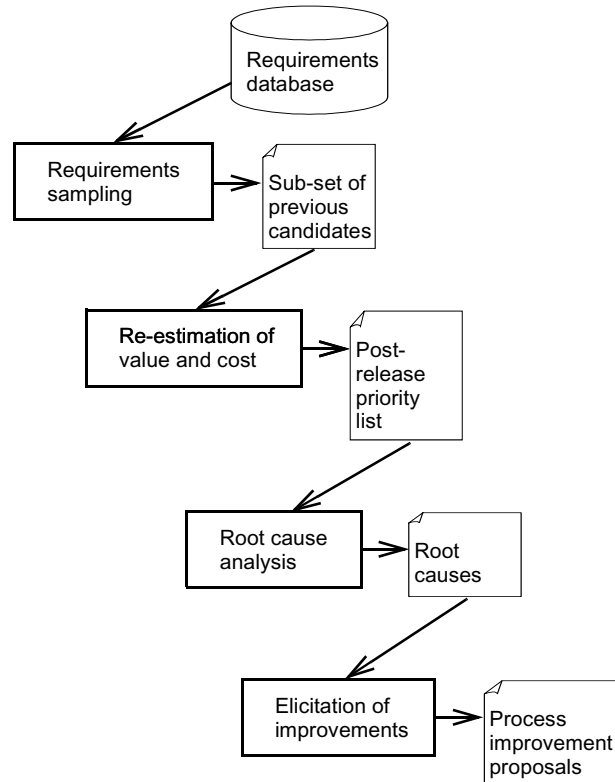 Requirements
database
Requirements
sampling
Sub-set of
previous
candidates
Re-estimation of
value and cost
Post-
release
priority
list
Root cause
analysis
Root
causes
Elicitation of
improvements
Process
improvement
proposals